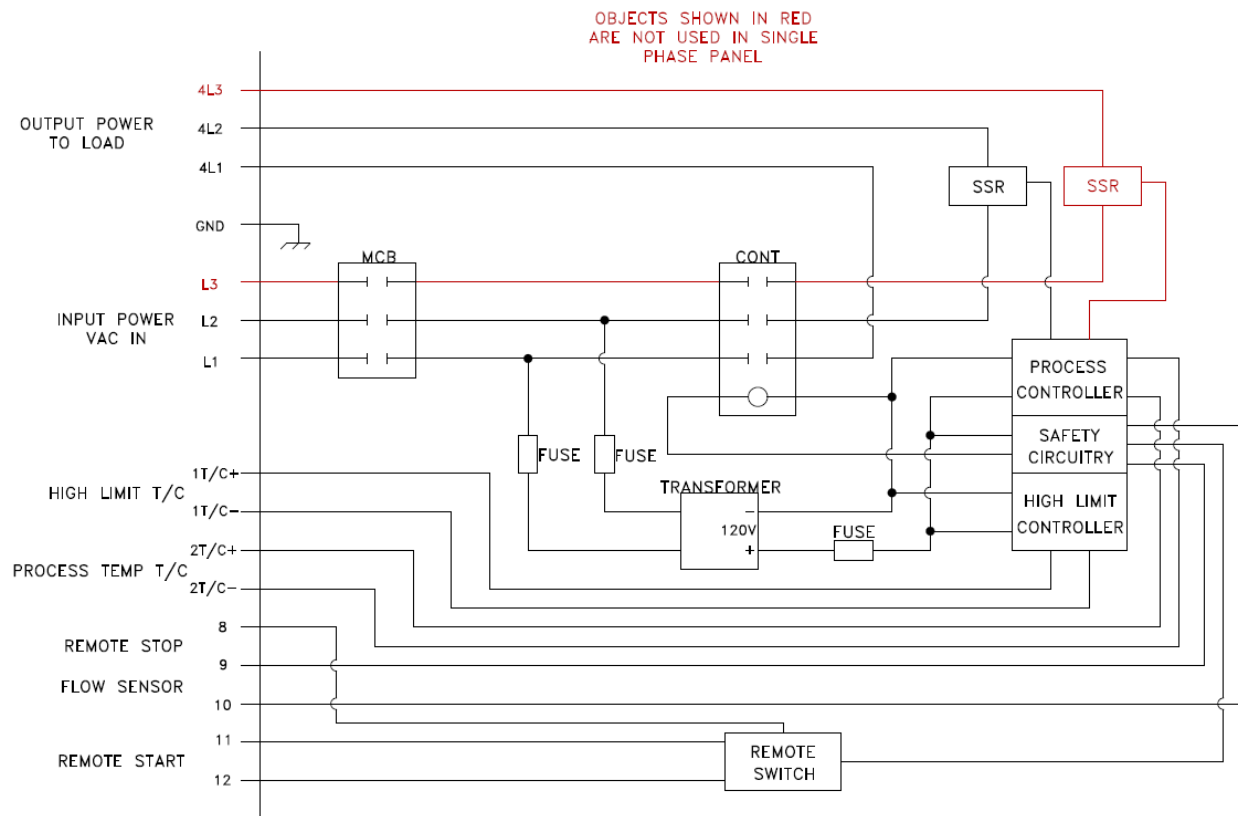 OBJECTS SHOWN IN RED
ARE NOT USED IN SINGLE
PHASE PANEL
4L3
OUTPUT POWER
TO LOAD
4L2
4L1
SSR
SSR
GND
MCB
CONT
L3
INPUT POWER
VAC IN
L2
L1
PROCESS
CONTROLLER
SAFETY
CIRCUITRY
HIGH LIMIT
CONTROLLER
FUSE
FUSE
TRANSFORMER
−
120V
+
FUSE
HIGH LIMIT T/C
1T/C+
1T/C−
PROCESS TEMP T/C
2T/C+
2T/C−
REMOTE STOP
8
9
FLOW SENSOR
10
REMOTE START
11
12
REMOTE
SWITCH